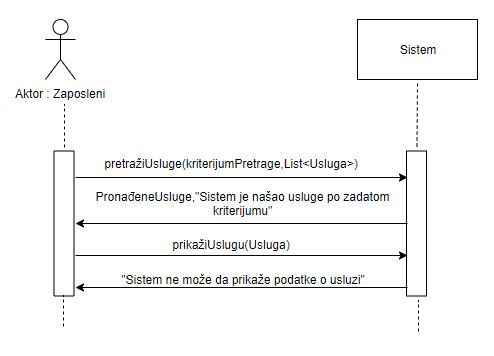 Sistem
Aktor : Zaposleni
pretražiUsluge(kriterijumPretrage,List<Usluga>)
PronađeneUsluge,"Sistem je našao usluge po zadatom
kriterijumu"
prikažiUslugu(Usluga)
"Sistem ne može da prikaže podatke o usluzi"